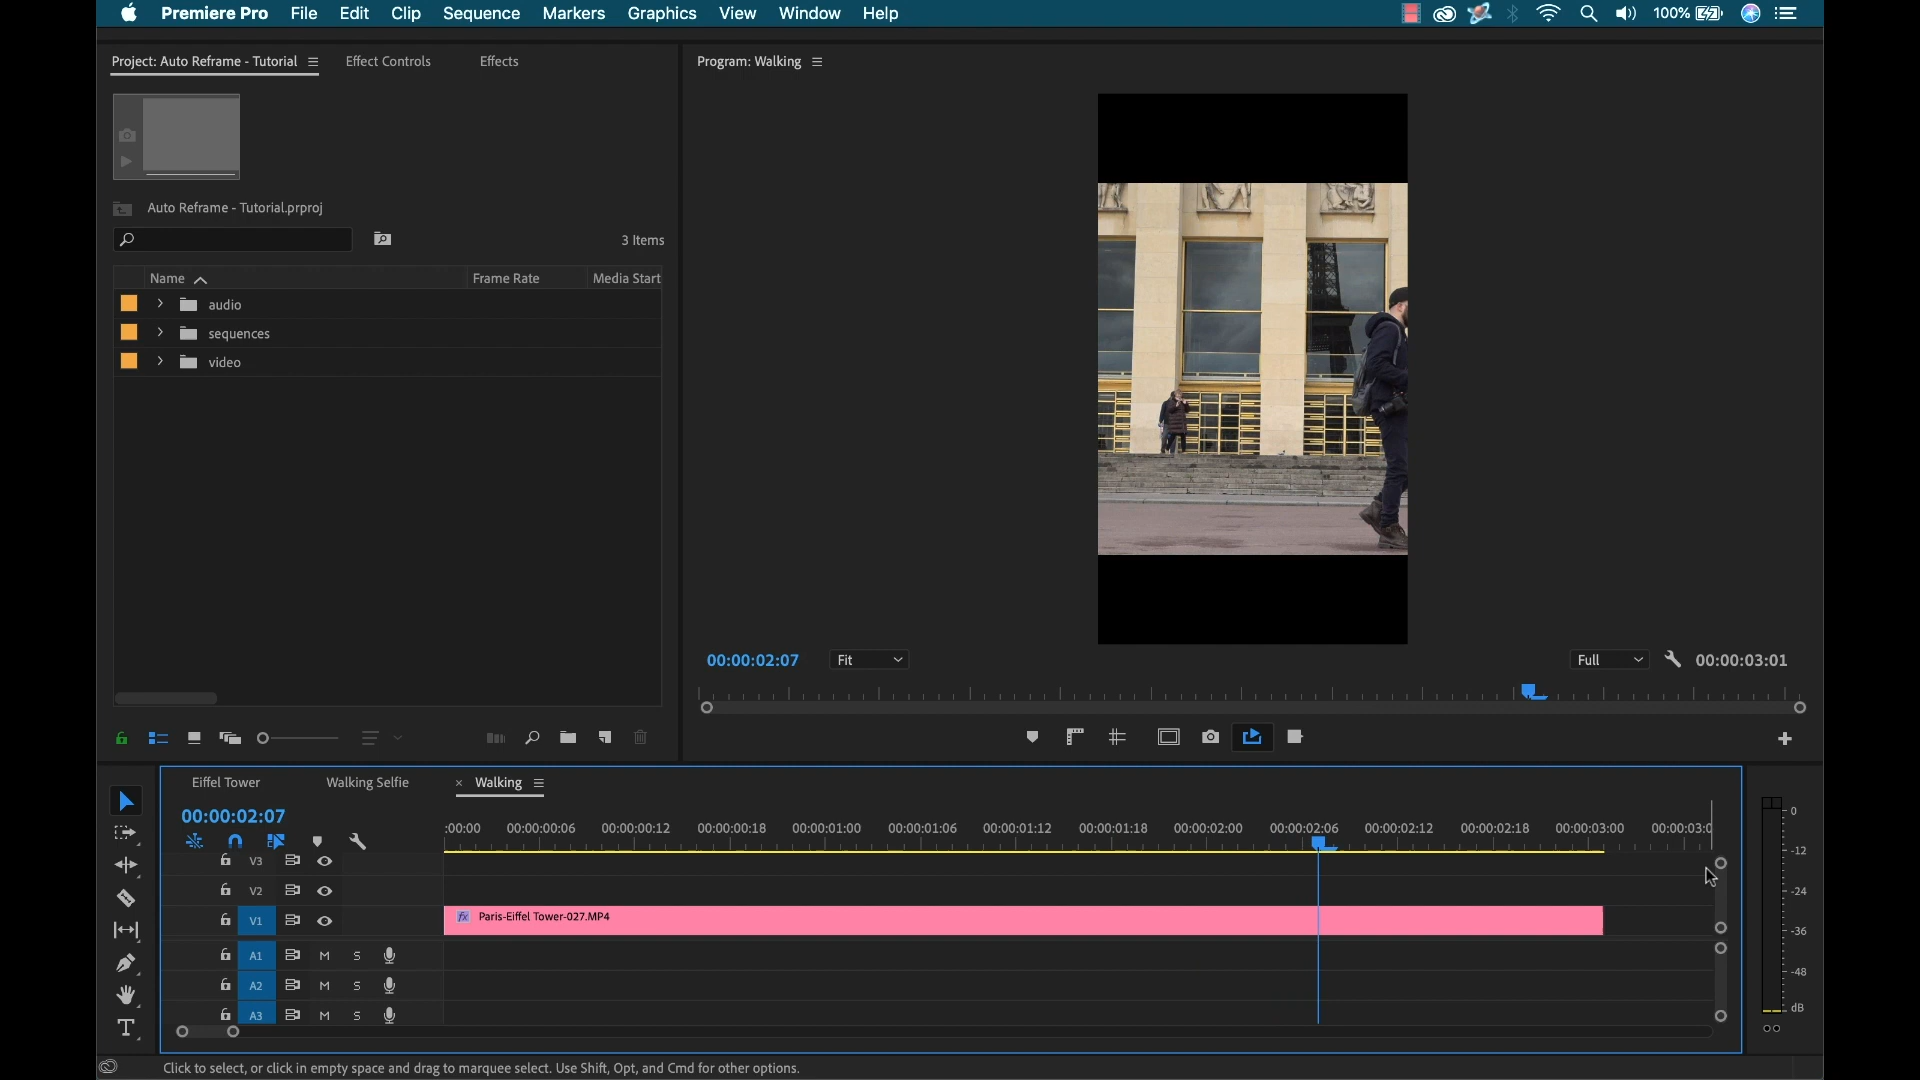 Premiere Pro File Edit Clip Sequence Markers Graphics View Window Help 100%
Project: Auto Reframe - Tutorial Effect Controls Effects
Program: Walking
Auto Reframe - Tutorial.prproj
3 Items
Name Frame Rate Media Start
audio
sequences
video
00:00:02:07 Fit Full 00:00:03:01
Eiffel Tower Walking Selfie × Walking
00:00:02:07
:00:00 00:00:00:06 00:00:00:12 00:00:00:18 00:00:01:00 00:00:01:06 00:00:01:12 00:00:01:18 00:00:02:00 00:00:02:06 00:00:02:12 00:00:02:18 00:00:03:00 00:00:03:0
V3
V2
V1 fx Paris-Eiffel Tower-027.MP4
A1 M S
A2 M S
A3 M S
0
-12
-24
-36
-48
dB
Click to select, or click in empty space and drag to marquee select. Use Shift, Opt, and Cmd for other options.